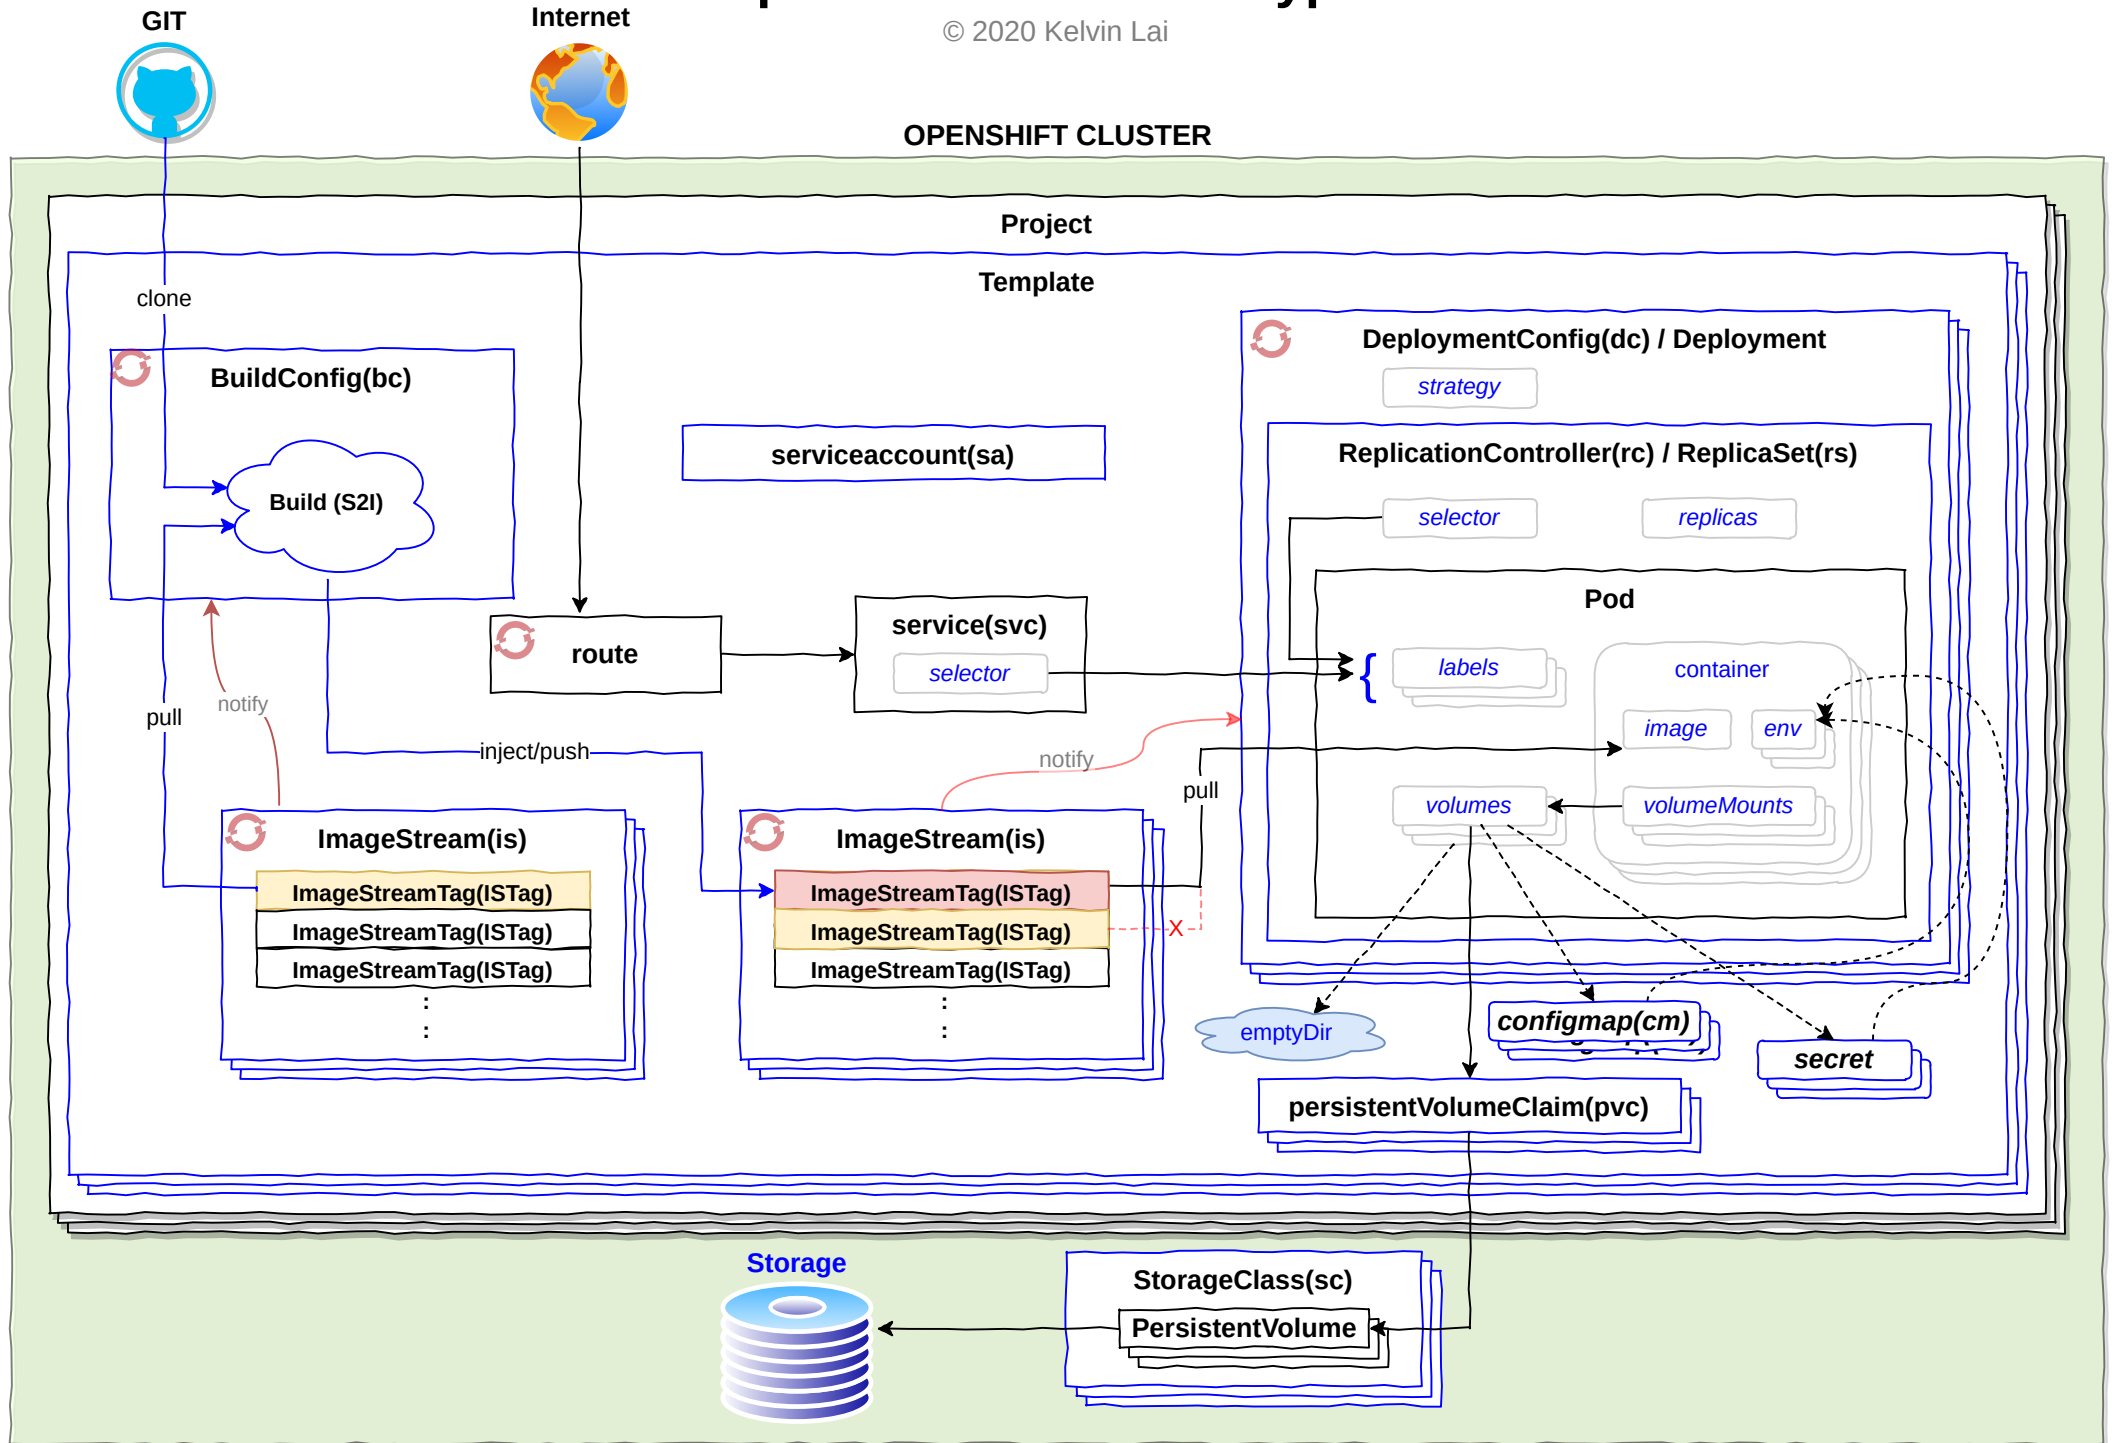 GIT
Internet
© 2020 Kelvin Lai
OPENSHIFT CLUSTER
Project
Template
clone
BuildConfig(bc)
Build (S2I)
serviceaccount(sa)
DeploymentConfig(dc) / Deployment
strategy
ReplicationController(rc) / ReplicaSet(rs)
selector
replicas
Pod
route
service(svc)
selector
{
labels
container
image
env
volumes
volumeMounts
notify
pull
inject/push
notify
pull
ImageStream(is)
ImageStreamTag(ISTag)
ImageStreamTag(ISTag)
ImageStreamTag(ISTag)
:
:
ImageStream(is)
ImageStreamTag(ISTag)
ImageStreamTag(ISTag)
ImageStreamTag(ISTag)
:
:
X
emptyDir
configmap(cm)
secret
persistentVolumeClaim(pvc)
Storage
StorageClass(sc)
PersistentVolume